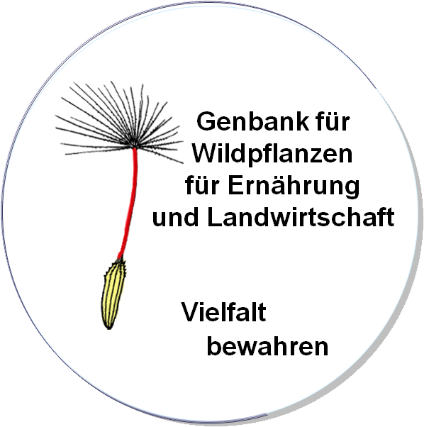 Genbank für
Wildpflanzen
für Ernährung
und Landwirtschaft
Vielfalt
bewahren